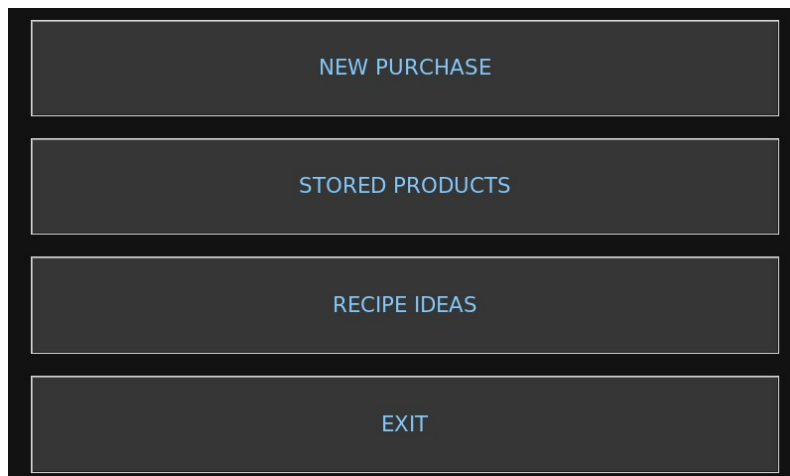 NEW PURCHASE
STORED PRODUCTS
RECIPE IDEAS
EXIT